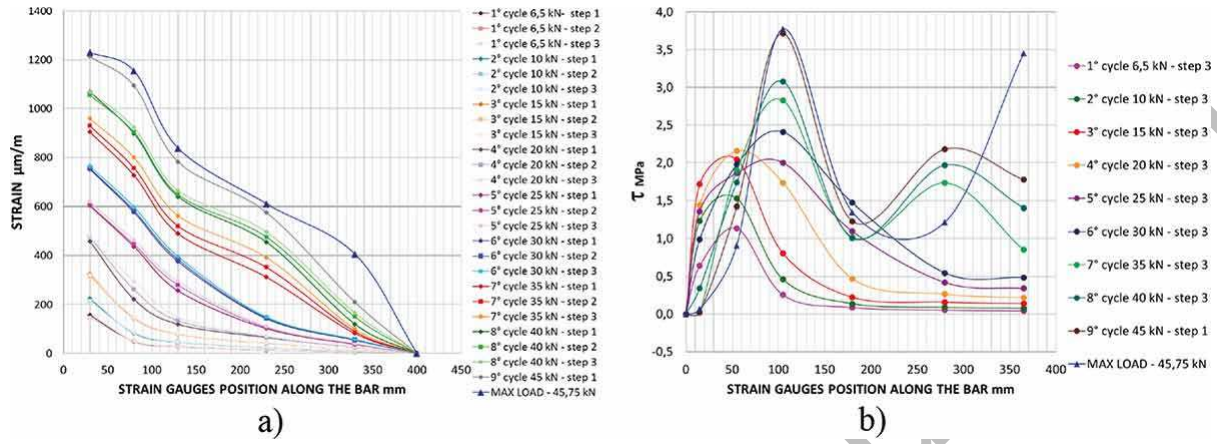 1400
1200
1000
800
600
400
200
0
STRAIN µm/m
0 50 100 150 200 250 300 350 400 450
STRAIN GAUGES POSITION ALONG THE BAR mm
1° cycle 6,5 kN- step 1
1° cycle 6,5 kN - step 2
1° cycle 6,5 kN - step 3
2° cycle 10 kN - step 1
2° cycle 10 kN - step 2
2° cycle 10 kN - step 3
3° cycle 15 kN - step 1
3° cycle 15 kN - step 2
3° cycle 15 kN - step 3
4° cycle 20 kN - step 1
4° cycle 20 kN - step 2
4° cycle 20 kN - step 3
5° cycle 25 kN - step 1
5° cycle 25 kN - step 2
5° cycle 25 kN - step 3
6° cycle 30 kN - step 1
6° cycle 30 kN - step 2
6° cycle 30 kN - step 3
7° cycle 35 kN - step 1
7° cycle 35 kN - step 2
7° cycle 35 kN - step 3
8° cycle 40 kN - step 1
8° cycle 40 kN - step 2
8° cycle 40 kN - step 3
9° cycle 45 kN - step 1
MAX LOAD - 45,75 kN
a)
4,0
3,5
3,0
2,5
2,0
1,5
1,0
0,5
0,0
-0,5
τ MPa
0 50 100 150 200 250 300 350 400
STRAIN GAUGES POSITION ALONG THE BAR mm
1° cycle 6,5 kN - step 3
2° cycle 10 kN - step 3
3° cycle 15 kN - step 3
4° cycle 20 kN - step 3
5° cycle 25 kN - step 3
6° cycle 30 kN - step 3
7° cycle 35 kN - step 3
8° cycle 40 kN - step 3
9° cycle 45 kN - step 1
MAX LOAD - 45,75 kN
b)